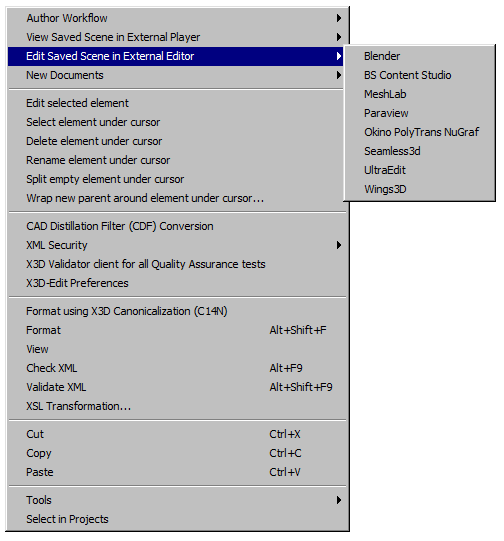 Author Workflow
View Saved Scene in External Player
Edit Saved Scene in External Editor
New Documents
Edit selected element
Select element under cursor
Delete element under cursor
Rename element under cursor
Split empty element under cursor
Wrap new parent around element under cursor...
CAD Distillation Filter (CDF) Conversion
XML Security
X3D Validator client for all Quality Assurance tests
X3D-Edit Preferences
Format using X3D Canonicalization (C14N)
Format Alt+Shift+F
View
Check XML Alt+F9
Validate XML Alt+Shift+F9
XSL Transformation...
Cut Ctrl+X
Copy Ctrl+C
Paste Ctrl+V
Tools
Select in Projects
Blender
BS Content Studio
MeshLab
Paraview
Okino PolyTrans NuGraf
Seamless3d
UltraEdit
Wings3D